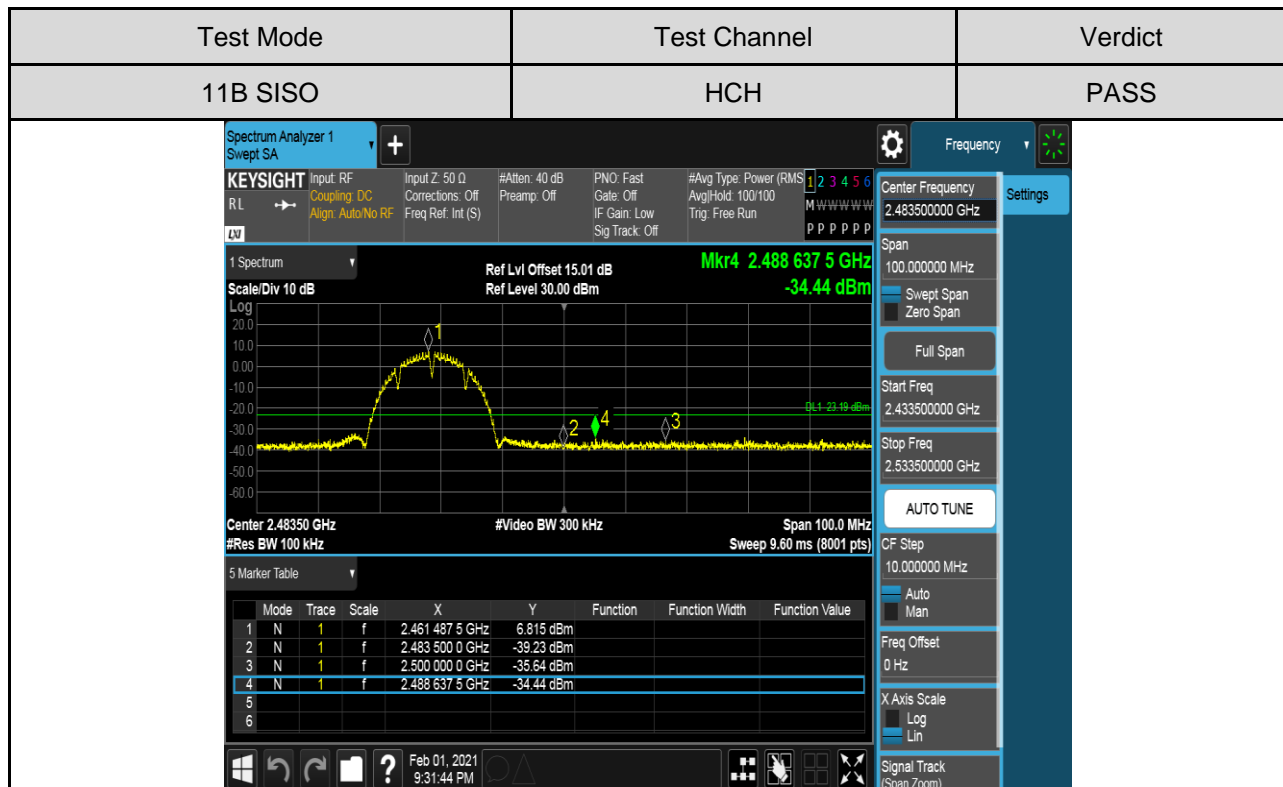 Test Mode Test Channel Verdict
11B SISO HCH PASS
Spectrum Analyzer 1
Swept SA
+
Frequency
KEYSIGHT
RL
LXI
Input: RF
Coupling: DC
Align: Auto/No RF
Input Z: 50 Ω
Corrections: Off
Freq Ref: Int (S)
#Atten: 40 dB
Preamp: Off
PNO: Fast
Gate: Off
IF Gain: Low
Sig Track: Off
#Avg Type: Power (RMS
Avg|Hold: 100/100
Trig: Free Run
1 2 3 4 5 6
M W W W W W
P P P P P P
Center Frequency
2.483500000 GHz
Settings
Span
100.000000 MHz
Swept Span
Zero Span
Full Span
Start Freq
2.433500000 GHz
Stop Freq
2.533500000 GHz
AUTO TUNE
CF Step
10.000000 MHz
Auto
Man
Freq Offset
0 Hz
X Axis Scale
Log
Lin
Signal Track
(Span Zoom)
1 Spectrum
Scale/Div 10 dB
Ref Lvl Offset 15.01 dB
Ref Level 30.00 dBm
Mkr4 2.488 637 5 GHz
-34.44 dBm
Log
20.0
10.0
0.00
-10.0
-20.0
-30.0
-40.0
-50.0
-60.0
1
2
4
3
DL1 -23.19 dBm
Center 2.48350 GHz #Video BW 300 kHz Span 100.0 MHz
#Res BW 100 kHz Sweep 9.60 ms (8001 pts)
5 Marker Table
Mode Trace Scale X Y Function Function Width Function Value
1 N 1 f 2.461 487 5 GHz 6.815 dBm
2 N 1 f 2.483 500 0 GHz -39.23 dBm
3 N 1 f 2.500 000 0 GHz -35.64 dBm
4 N 1 f 2.488 637 5 GHz -34.44 dBm
5
6
?
Feb 01, 2021
9:31:44 PM